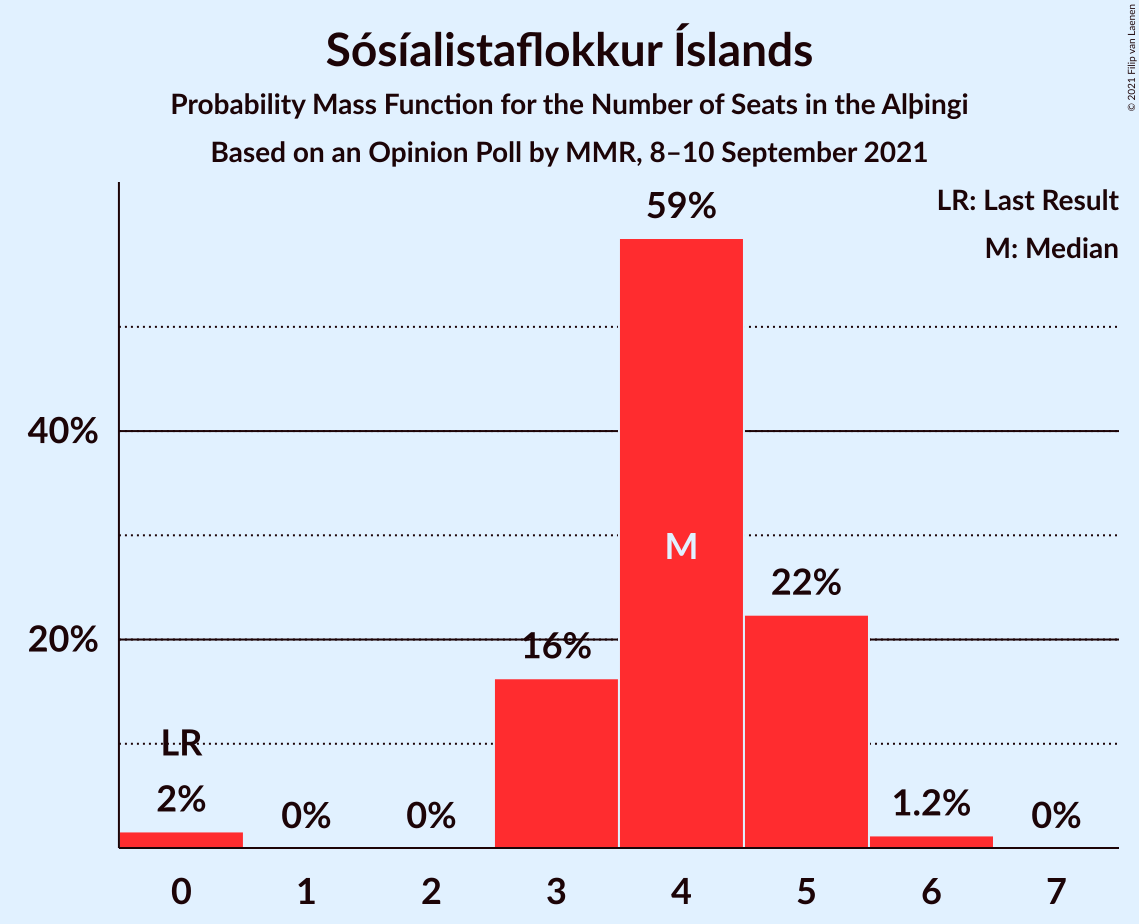 Sósíalistaflokkur Íslands
Probability Mass Function for the Number of Seats in the Alþingi
Based on an Opinion Poll by MMR, 8–10 September 2021
© 2021 Filip van Laenen
LR: Last Result
M: Median
59%
40%
M
22%
20%
16%
LR
2%
0%
0%
1.2%
0%
0 1 2 3 4 5 6 7